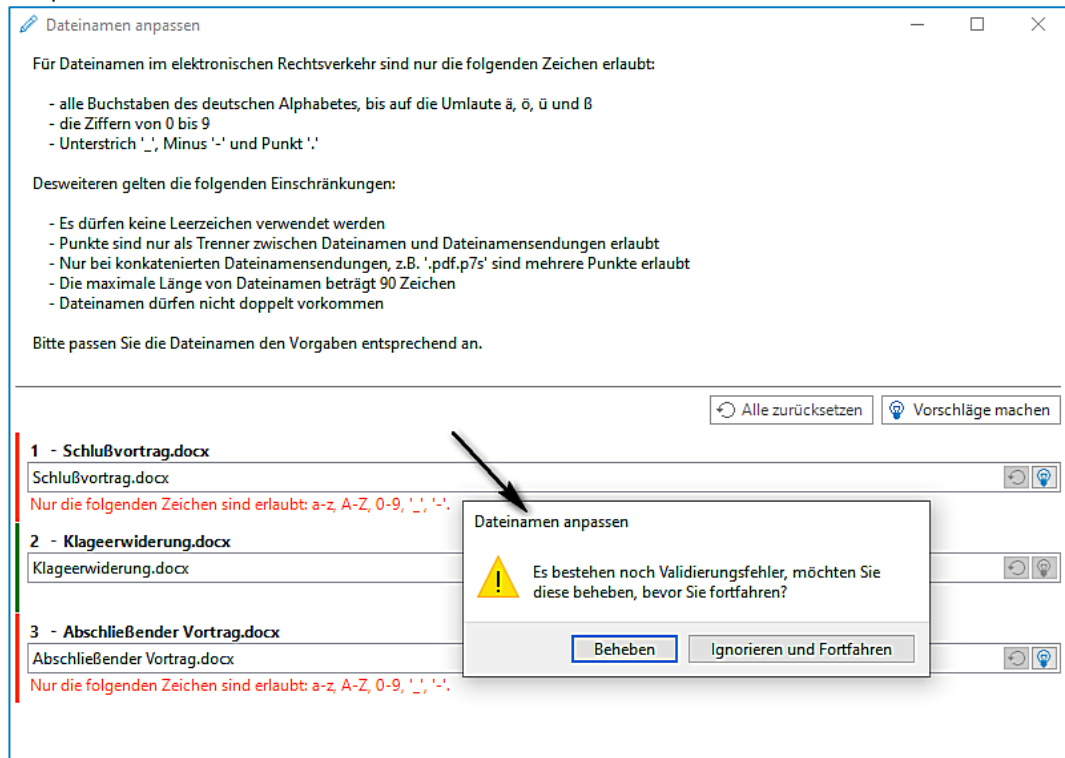 Dateinamen anpassen
Für Dateinamen im elektronischen Rechtsverkehr sind nur die folgenden Zeichen erlaubt:
- alle Buchstaben des deutschen Alphabetes, bis auf die Umlaute ä, ö, ü und ß
- die Ziffern von 0 bis 9
- Unterstrich '_', Minus '-' und Punkt '.'
Desweiteren gelten die folgenden Einschränkungen:
- Es dürfen keine Leerzeichen verwendet werden
- Punkte sind nur als Trenner zwischen Dateinamen und Dateinamensendungen erlaubt
- Nur bei konkatenierten Dateinamensendungen, z.B. '.pdf.p7s' sind mehrere Punkte erlaubt
- Die maximale Länge von Dateinamen beträgt 90 Zeichen
- Dateinamen dürfen nicht doppelt vorkommen
Bitte passen Sie die Dateinamen den Vorgaben entsprechend an.
Alle zurücksetzen Vorschläge machen
1 - Schlußvortrag.docx
Schlußvortrag.docx
Nur die folgenden Zeichen sind erlaubt: a-z, A-Z, 0-9, '_', '-'.
2 - Klageerwiderung.docx
Klageerwiderung.docx
3 - Abschließender Vortrag.docx
Abschließender Vortrag.docx
Nur die folgenden Zeichen sind erlaubt: a-z, A-Z, 0-9, '_', '-'.
Dateinamen anpassen
Es bestehen noch Validierungsfehler, möchten Sie
diese beheben, bevor Sie fortfahren?
Beheben Ignorieren und Fortfahren